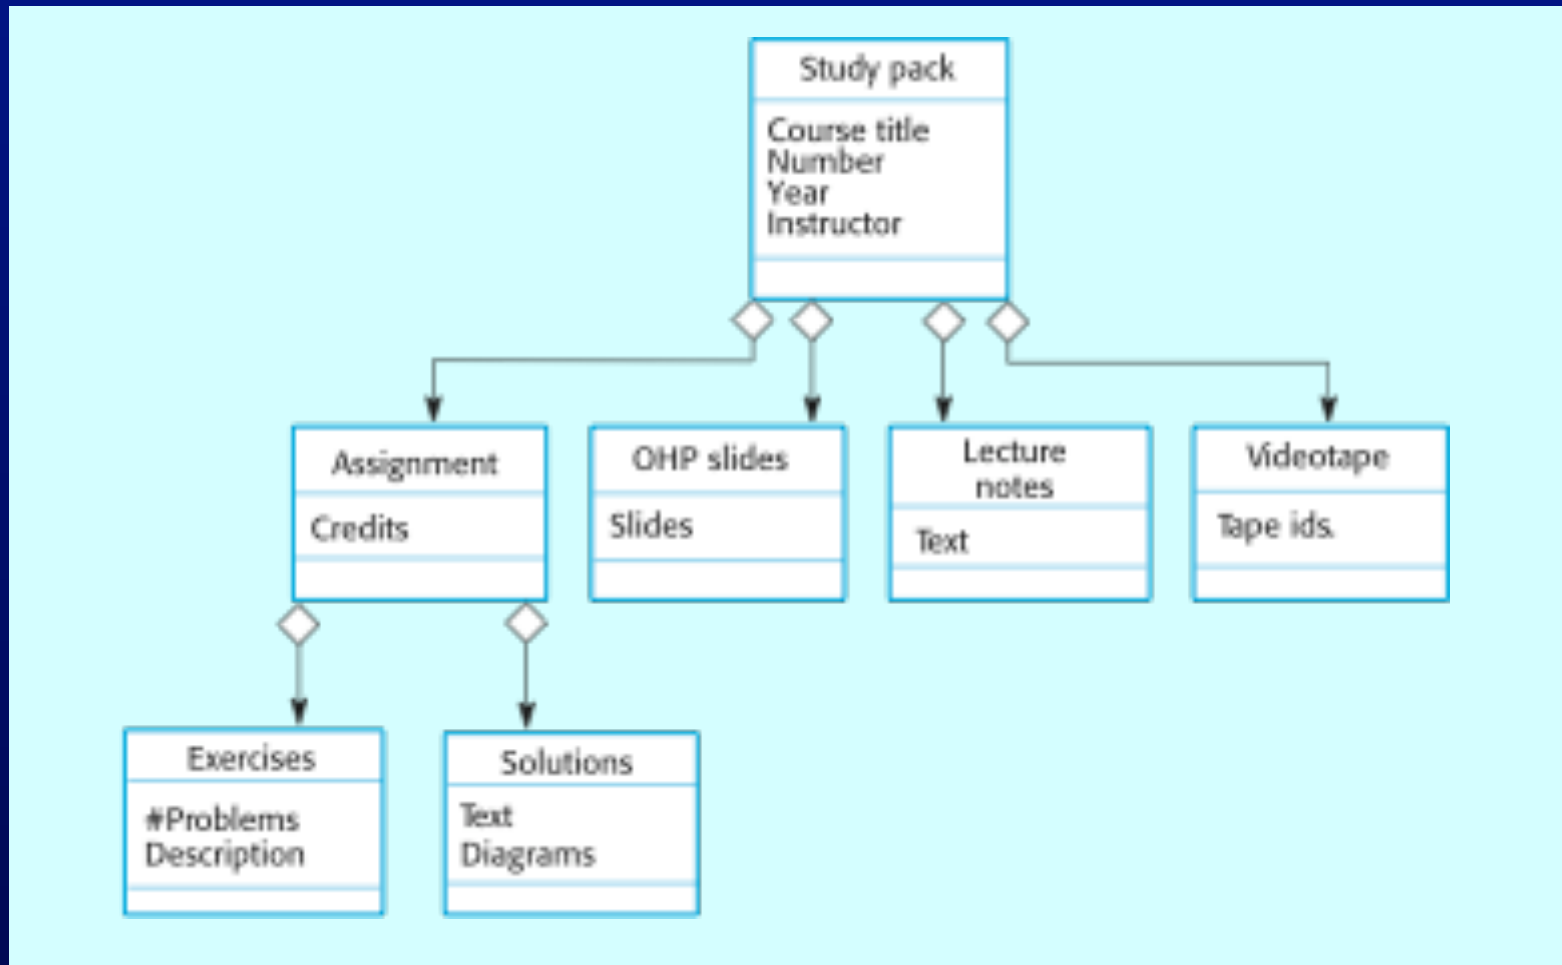 Study pack
Course title
Number
Year
Instructor
Assignment
Credits
OHP slides
Slides
Lecture
notes
Text
Videotape
Tape ids.
Exercises
#Problems
Description
Solutions
Text
Diagrams